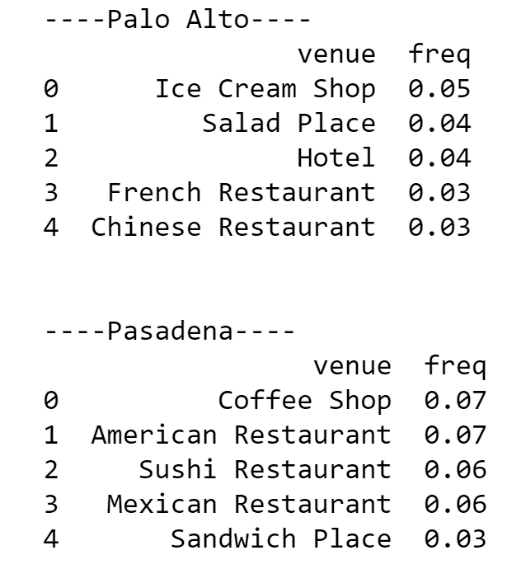 ----Palo Alto----
                venue  freq
0      Ice Cream Shop  0.05
1         Salad Place  0.04
2               Hotel  0.04
3   French Restaurant  0.03
4  Chinese Restaurant  0.03
----Pasadena----
                 venue  freq
0          Coffee Shop  0.07
1  American Restaurant  0.07
2     Sushi Restaurant  0.06
3   Mexican Restaurant  0.06
4       Sandwich Place  0.03